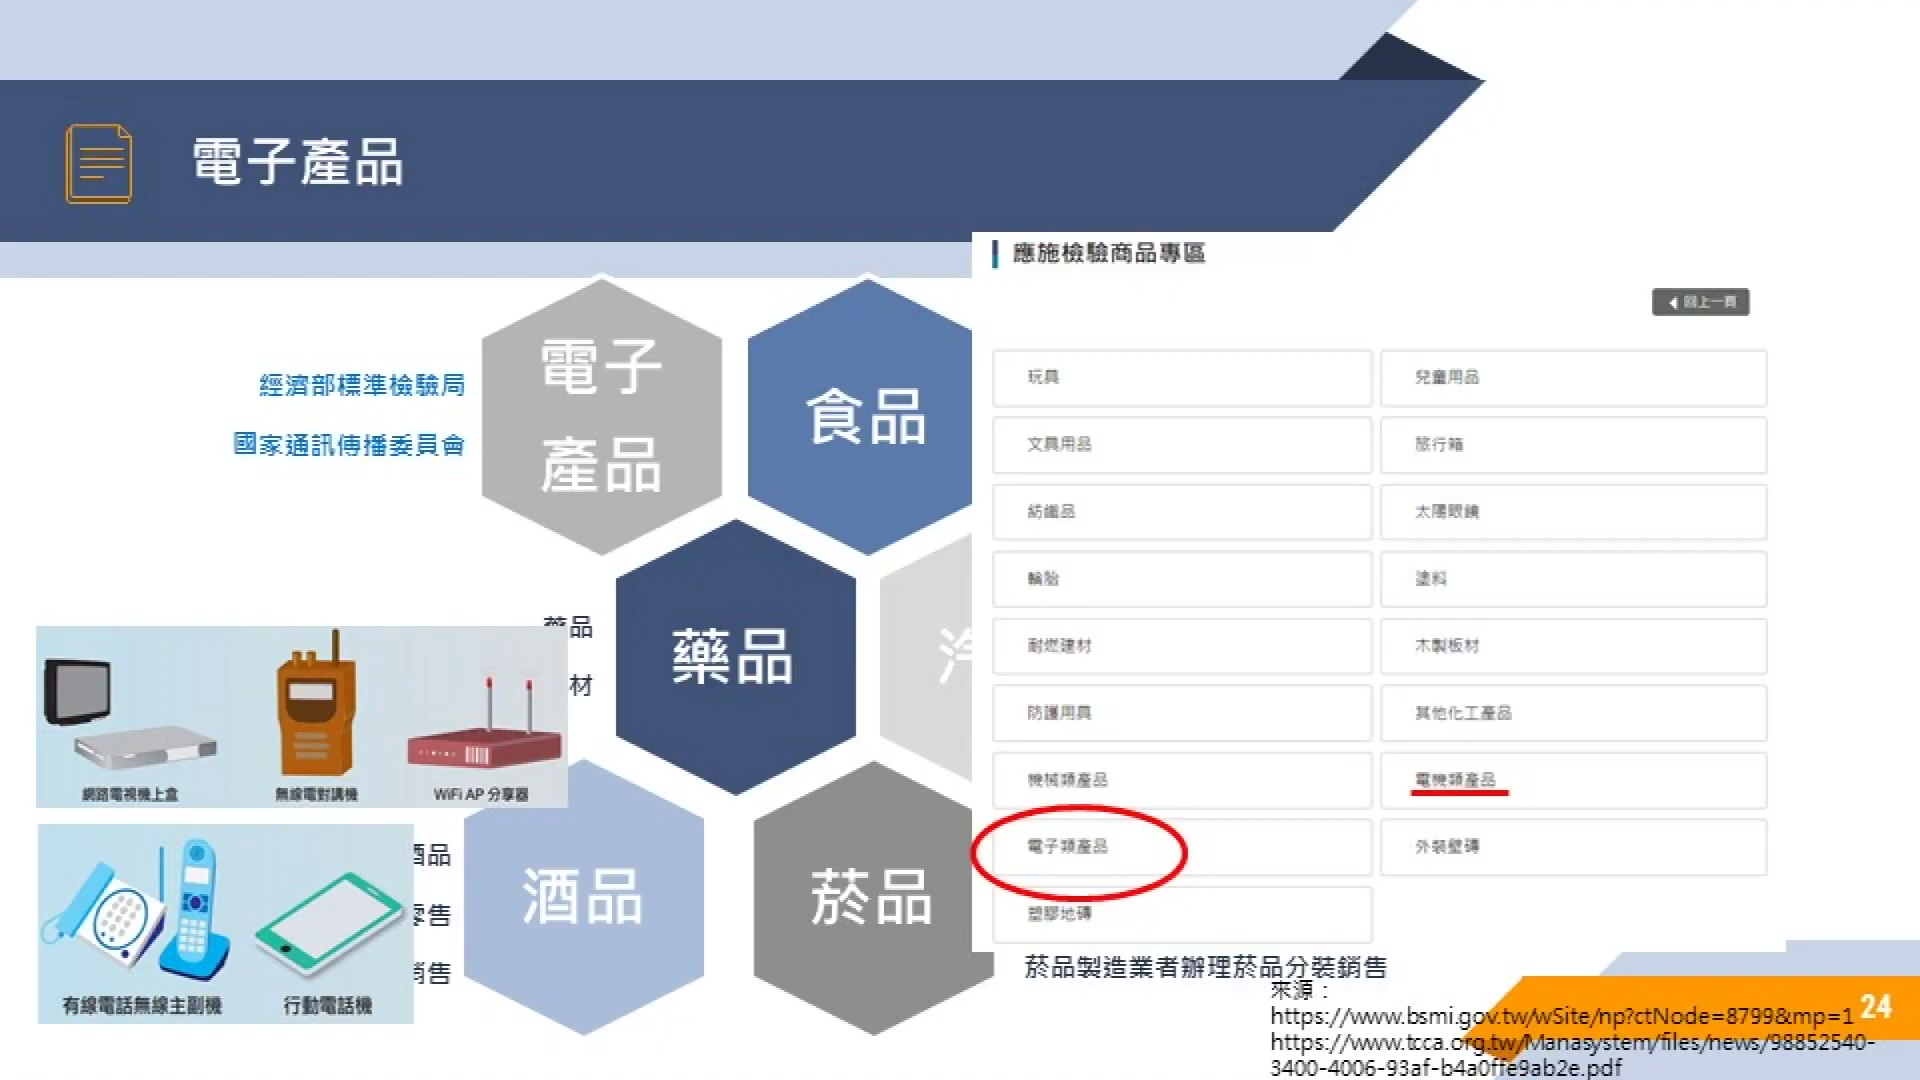 電子產品
經濟部標準檢驗局
國家通訊傳播委員會
電子
產品
食品
藥品
材
藥品
酒品
零售
銷售
酒品
菸品
網路電視機上盒
無線電對講機
WiFi AP 分享器
有線電話無線主副機
行動電話機
應施檢驗商品專區
回上一頁
玩具
兒童用品
文具用品
旅行箱
紡織品
太陽眼鏡
輪胎
塗料
耐燃建材
木製板材
防護用具
其他化工產品
機械類產品
電機類產品
電子類產品
外裝壁磚
塑膠地磚
菸品製造業者辦理菸品分裝銷售
來源：
https://www.bsmi.gov.tw/wSite/np?ctNode=8799&mp=1
https://www.tcca.org.tw/Manasystem/files/news/98852540-
3400-4006-93af-b4a0ffe9ab2e.pdf
24